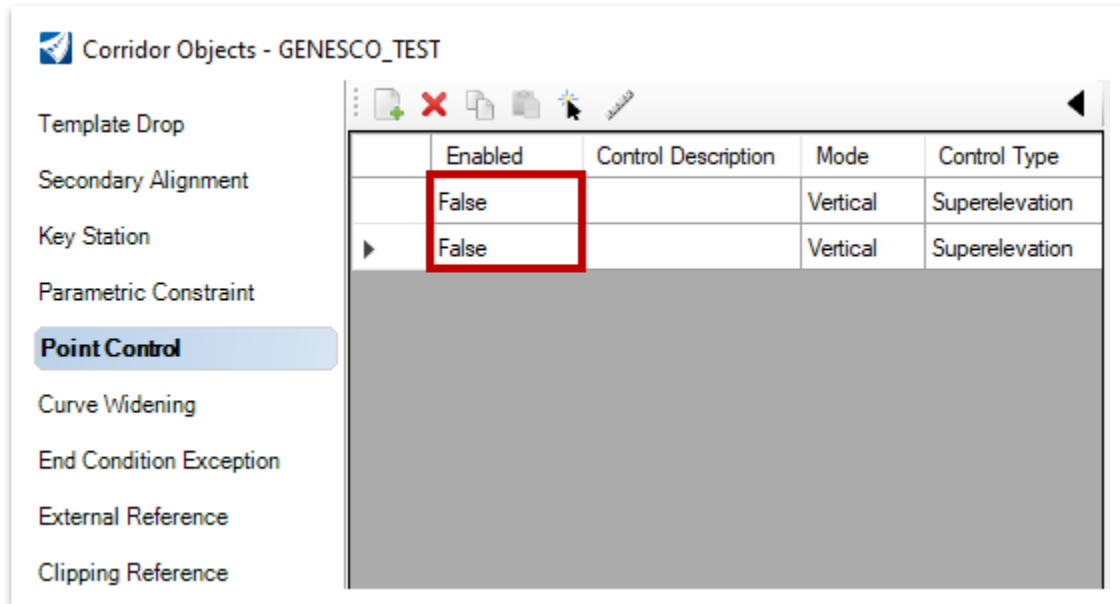 Corridor Objects - GENESCO_TEST
Template Drop
Secondary Alignment
Key Station
Parametric Constraint
Point Control
Curve Widening
End Condition Exception
External Reference
Clipping Reference
Enabled Control Description Mode Control Type
False Vertical Superelevation
False Vertical Superelevation